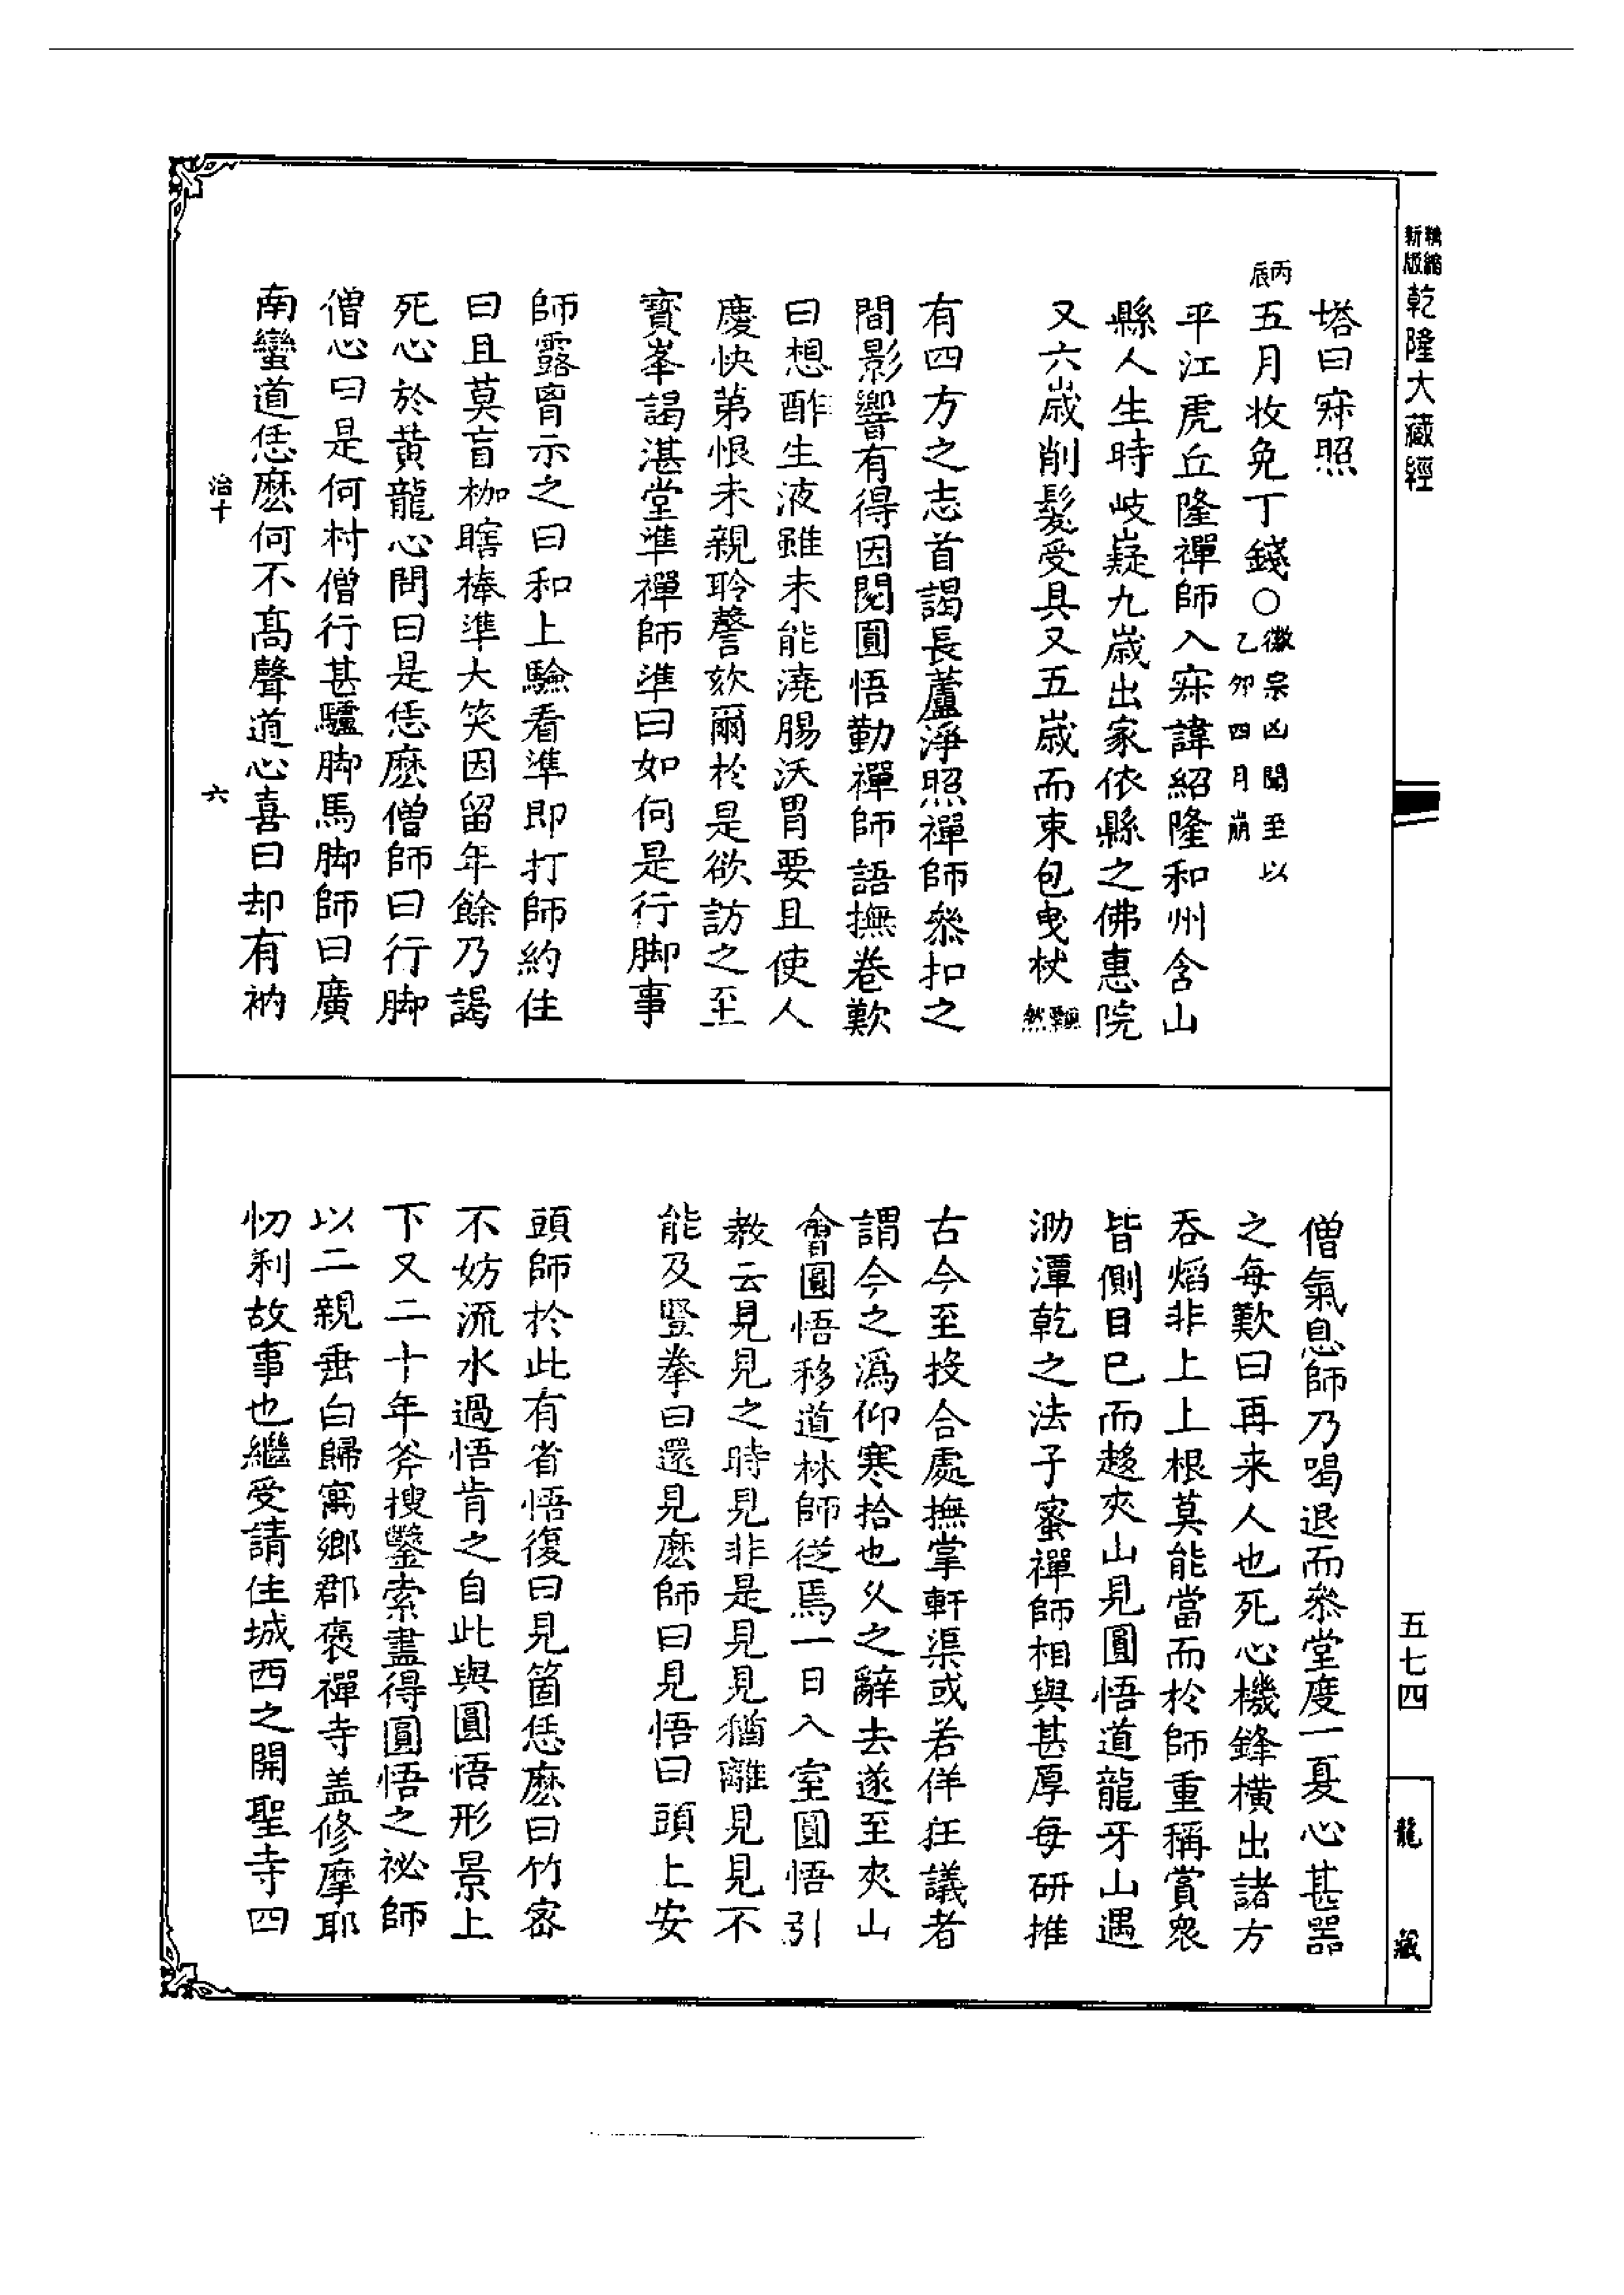 精縮新版 乾隆大藏經
塔曰寂照
丙辰五月收免丁錢○徽宗凶聞至以乙卯四月崩
平江虎丘隆禪師入寂諱紹隆和州含山
縣人生時岐嶷九歲出家依縣之佛惠院
又六歲削髮受具又五歲而束包曳杖飄然
有四方之志首謁長蘆淨照禪師叅扣之
間影響有得因閱圓悟勤禪師語撫卷歎
曰想酢生液雖未能澆腸沃胃要且使人
慶快第恨未親聆謦欬爾於是欲訪之至
寶峯謁湛堂準禪師準曰如何是行脚事
師露胷示之曰和上驗看準即打師約住
曰且莫盲枷瞎棒準大笑因留年餘乃謁
死心於黃龍心問曰是恁麽僧師曰行脚
僧心曰是何村僧行甚驢脚馬脚師曰廣
南蠻道恁麽何不高聲道心喜曰却有衲
治十 六
僧氣息師乃喝退而叅堂度一夏心甚噐
之每歎曰再来人也死心機鋒橫出諸方
吞熖非上上根莫能當而於師重稱賞衆
皆側目已而趍夾山見圓悟道龍牙山遇
泐潭乾之法子蜜禪師相與甚厚每研推
古今至投合處撫掌軒渠或若佯狂議者
謂今之潙仰寒拾也久之辭去遂至夾山
會圓悟移道林師從焉一日入室圓悟引
教云見見之時見非是見見猶離見見不
能及豎拳曰還見麽師曰見悟曰頭上安
頭師於此有省悟復曰見箇恁麽曰竹宻
不妨流水過悟肯之自此與圓悟形景上
下又二十年斧搜鑿索盡得圓悟之祕師
以二親垂白歸寓鄉郡褒禪寺盖修摩耶
忉利故事也繼受請住城西之開聖寺四
五七四
龍藏